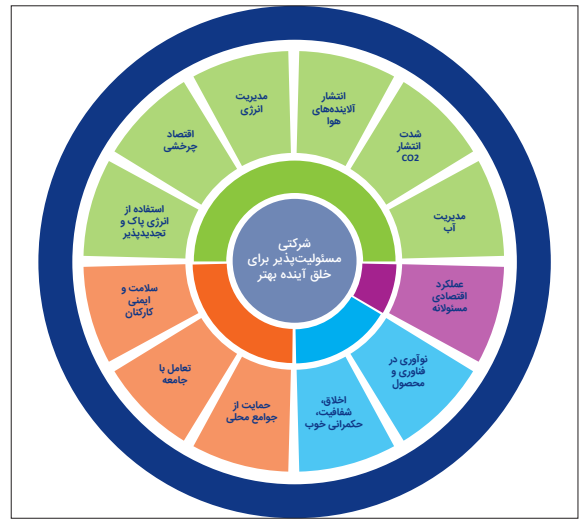 شرکتی
مسئولیت‌پذیر برای
خلق آینده بهتر
انتشار
آلاینده‌های
هوا
شدت
انتشار
CO2
مدیریت
آب
عملکرد
اقتصادی
مسئولانه
نوآوری در
فناوری و
محصول
اخلاق،
شفافیت،
حکمرانی خوب
حمایت از
جوامع محلی
تعامل با
جامعه
سلامت و
ایمنی
کارکنان
استفاده از
انرژی پاک و
تجدیدپذیر
اقتصاد
چرخشی
مدیریت
انرژی